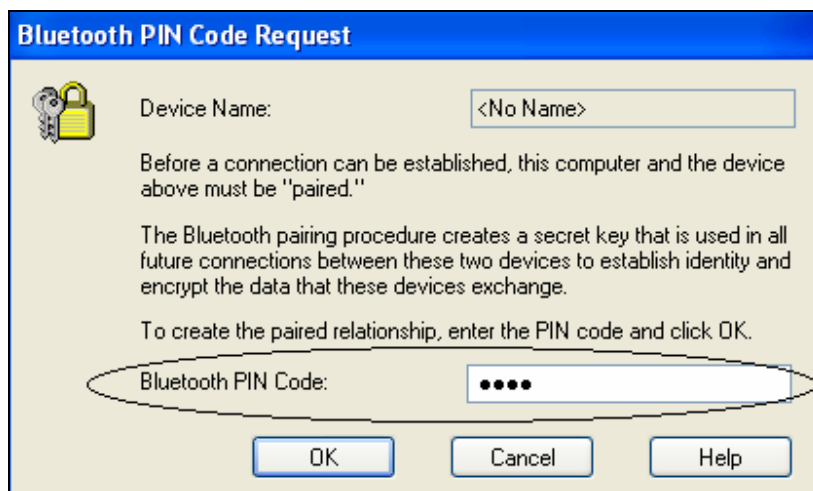 Bluetooth PIN Code Request
Device Name: <No Name>
Before a connection can be established, this computer and the device
above must be "paired."
The Bluetooth pairing procedure creates a secret key that is used in all
future connections between these two devices to establish identity and
encrypt the data that these devices exchange.
To create the paired relationship, enter the PIN code and click OK.
Bluetooth PIN Code: ••••
OK Cancel Help